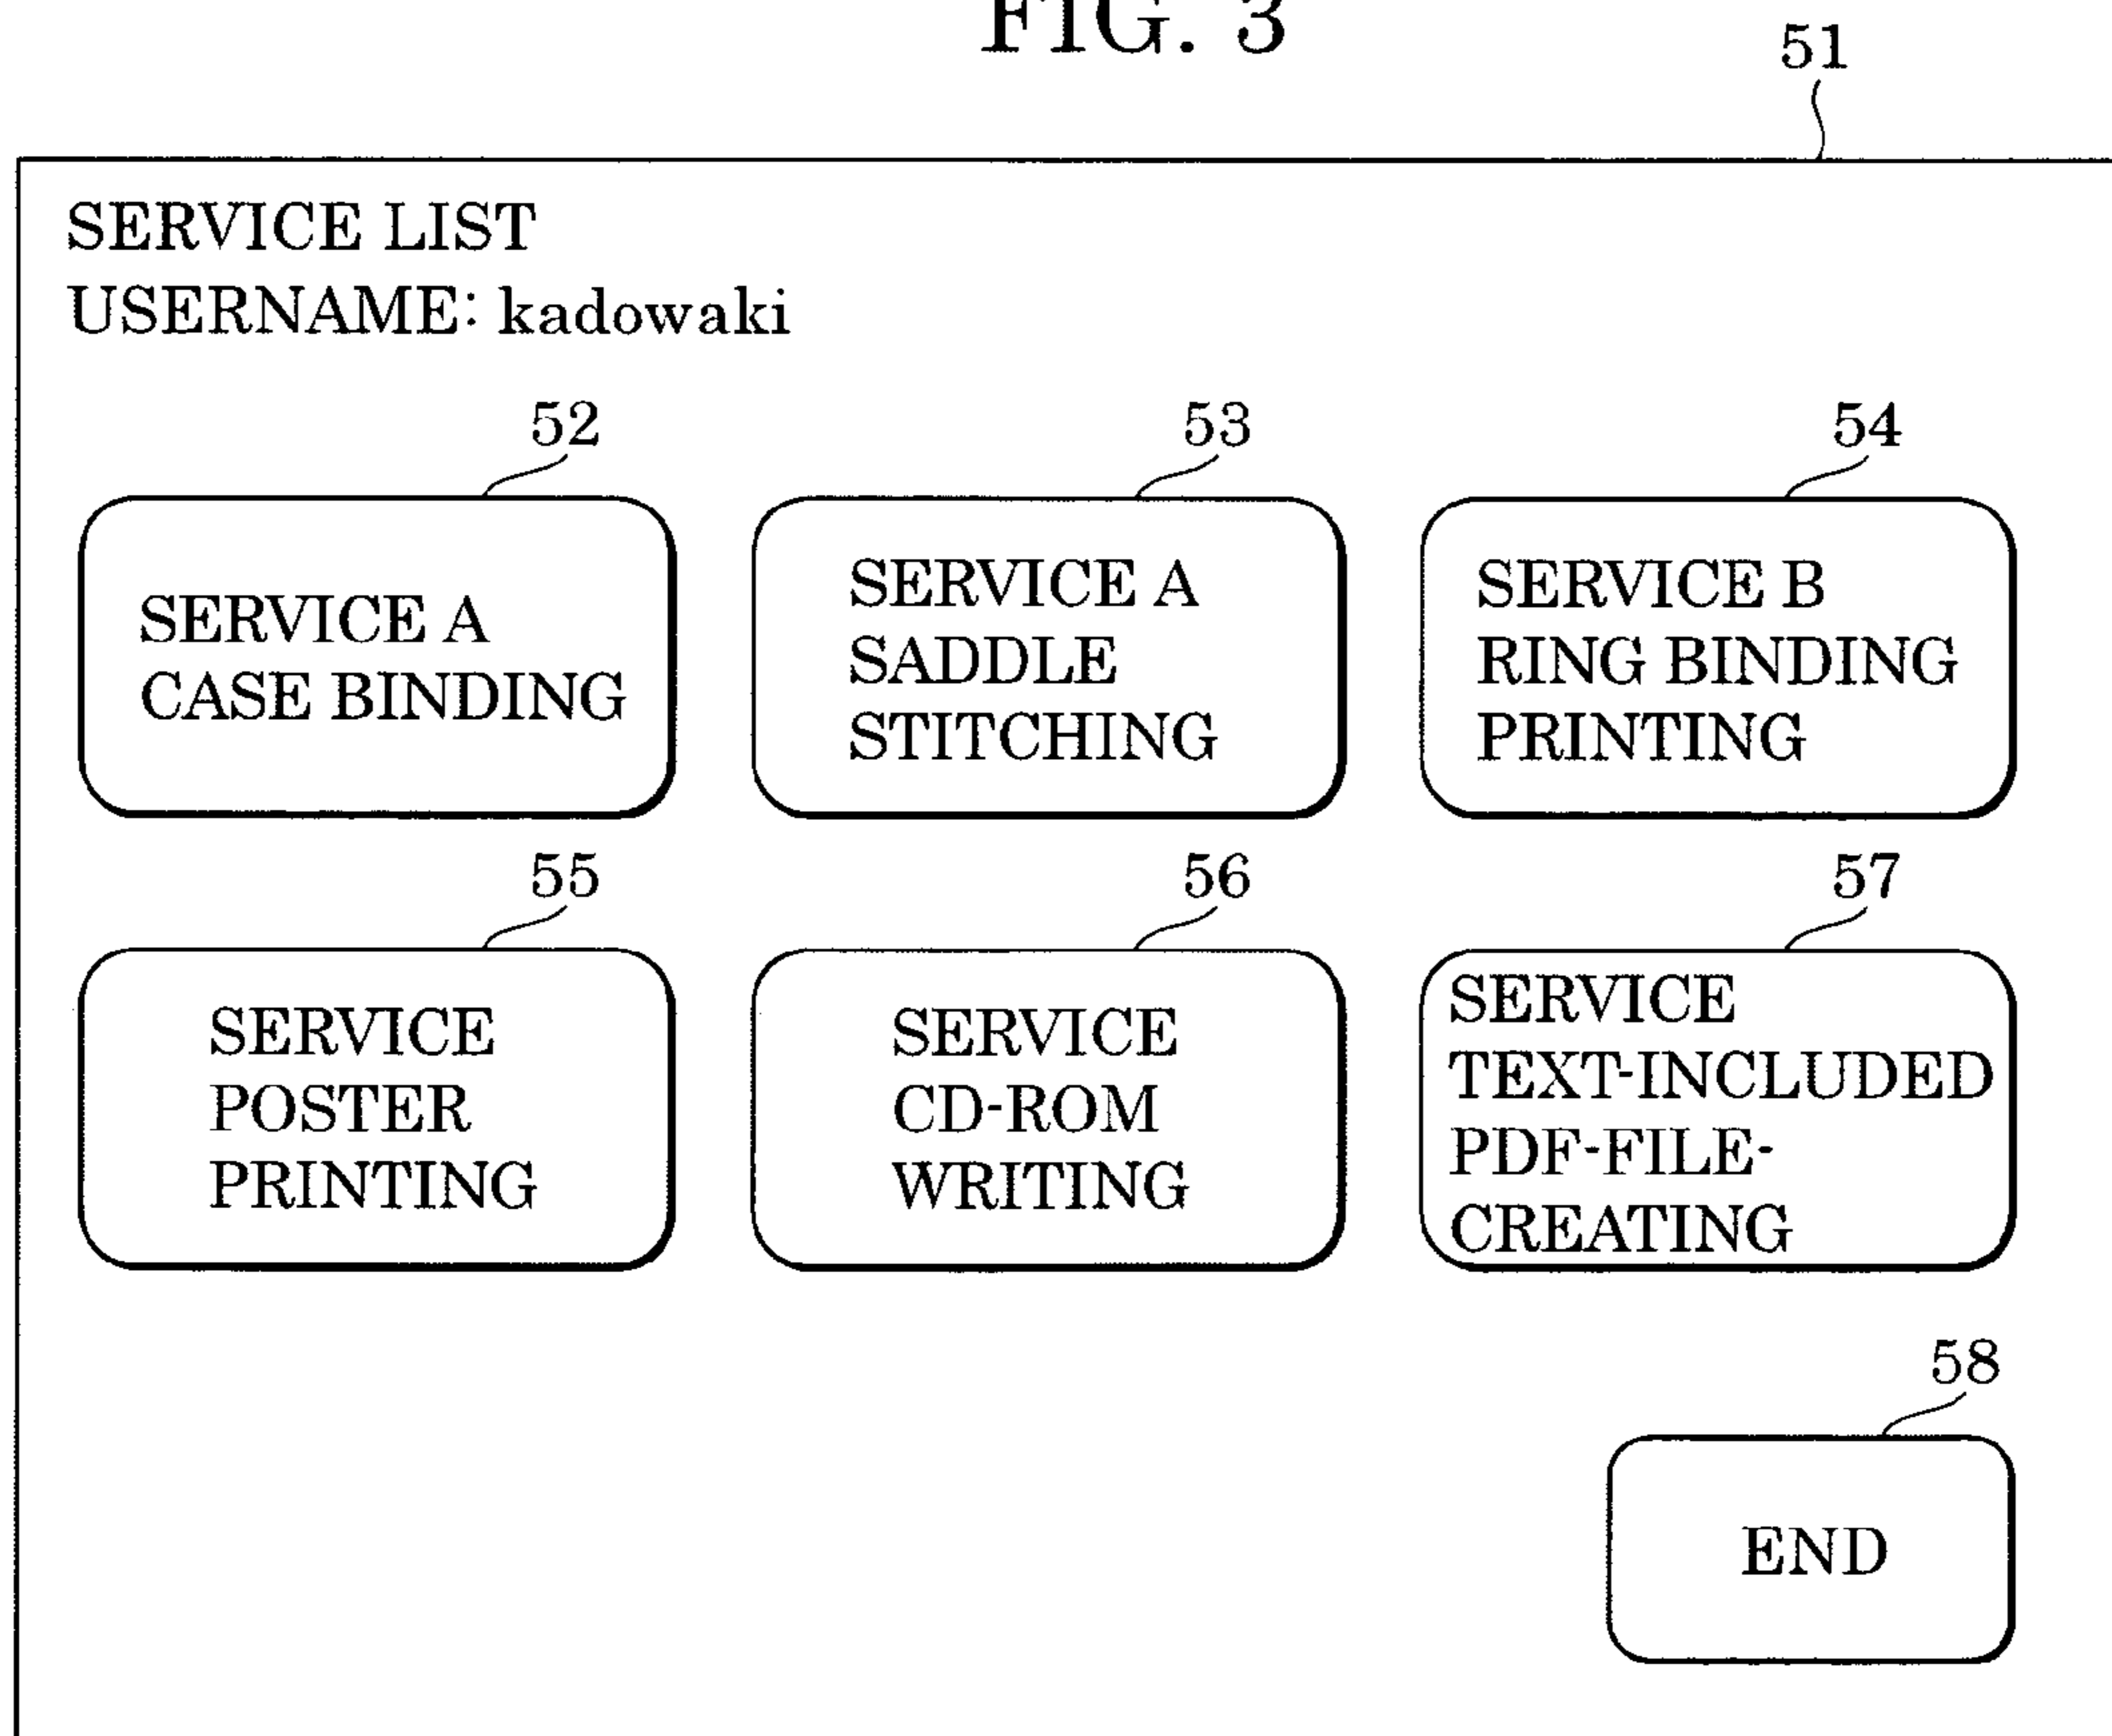 FIG. 3
51
SERVICE LIST
USERNAME: kadowaki
52
53
54
SERVICE A
CASE BINDING
SERVICE A
SADDLE
STITCHING
SERVICE B
RING BINDING
PRINTING
55
56
57
SERVICE
POSTER
PRINTING
SERVICE
CD-ROM
WRITING
SERVICE
TEXT-INCLUDED
PDF-FILE-
CREATING
58
END